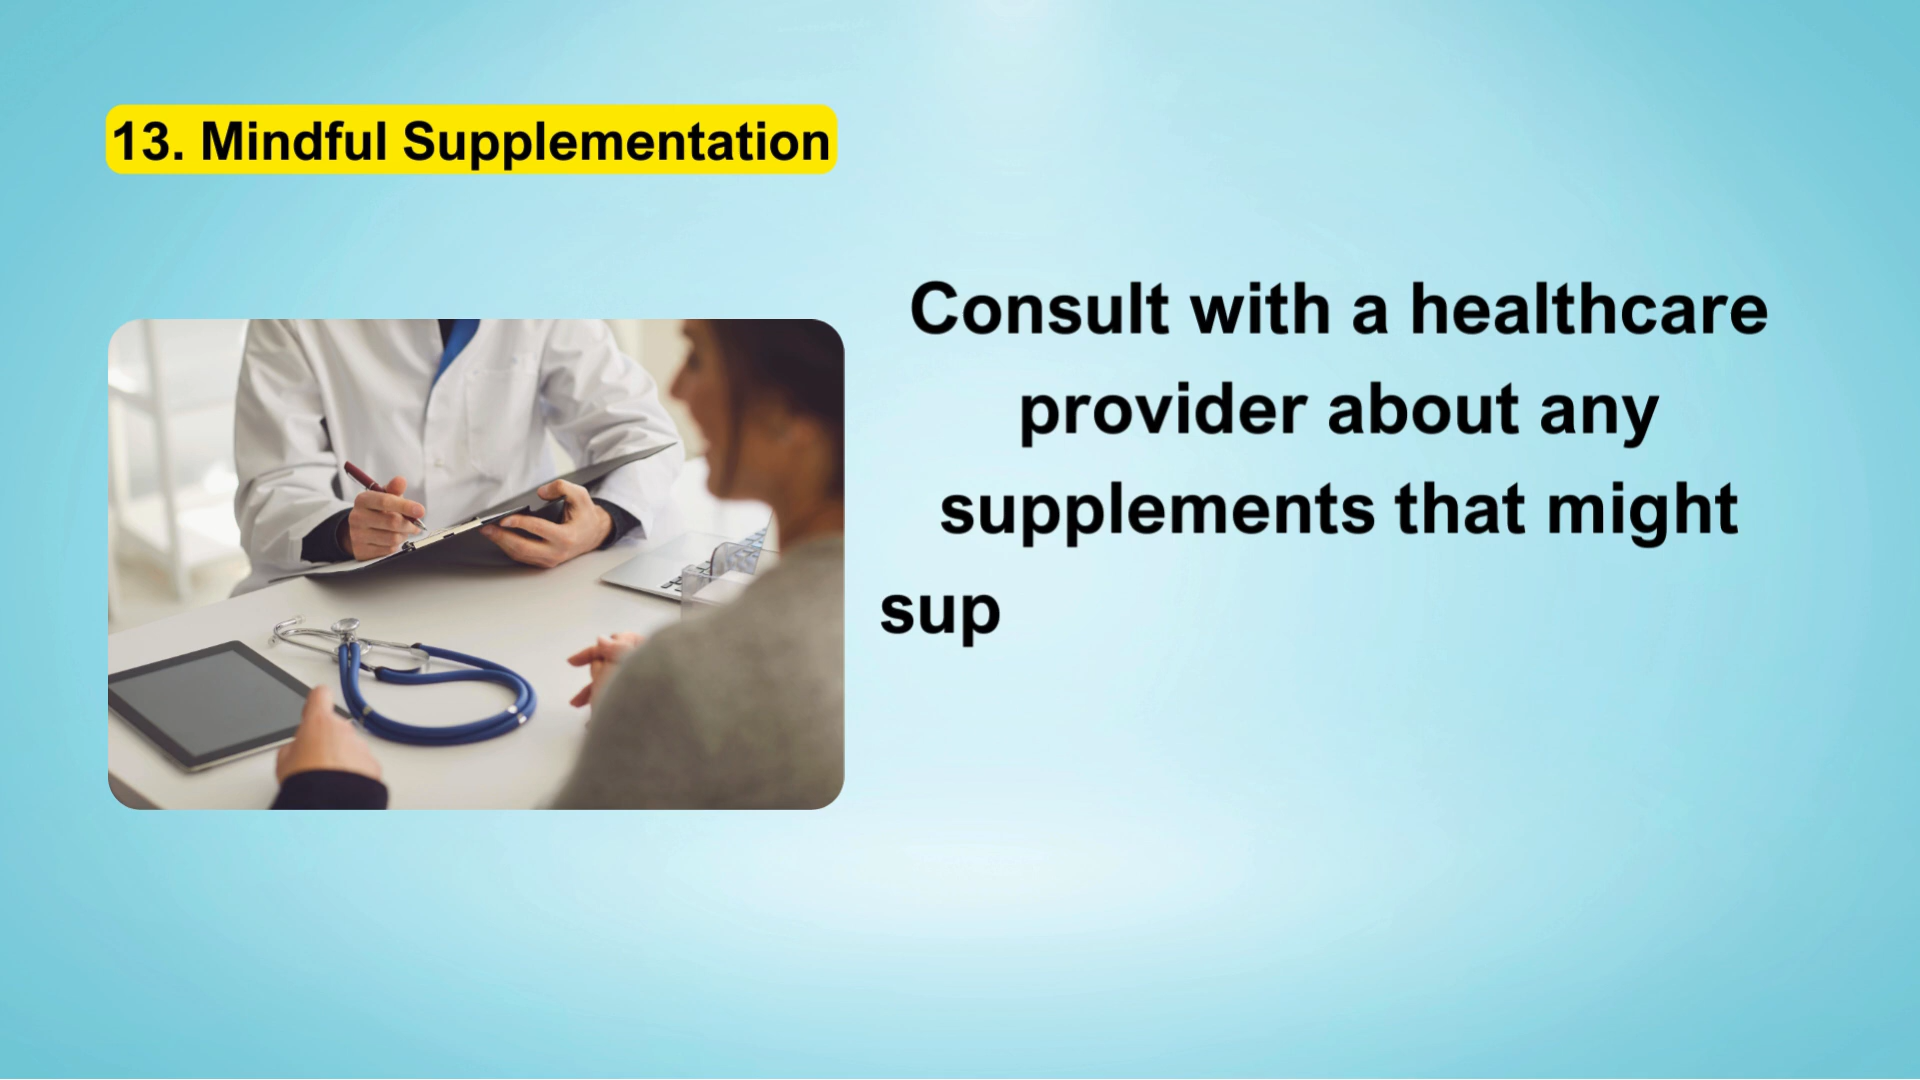 13. Mindful Supplementation
Consult with a healthcare
provider about any
supplements that might
sup